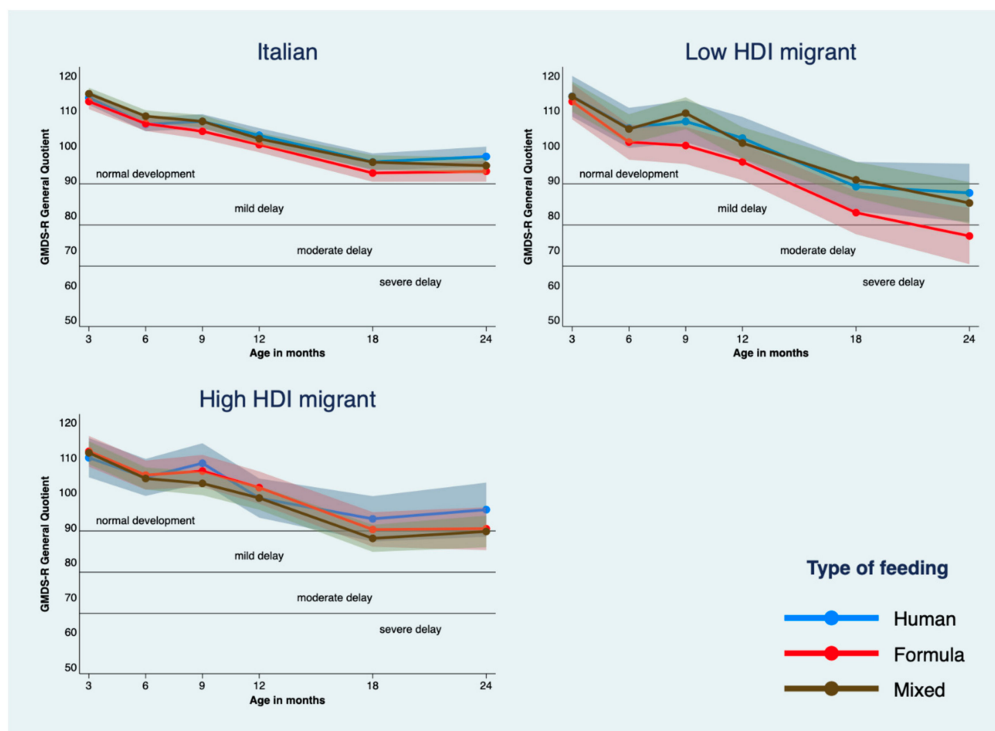 Italian
GMDS-R General Quotient
120
110
100
90
80
70
60
50
normal development
mild delay
moderate delay
severe delay
3 6 9 12 18 24
Age in months
Low HDI migrant
GMDS-R General Quotient
120
110
100
90
80
70
60
50
normal development
mild delay
moderate delay
severe delay
3 6 9 12 18 24
Age in months
High HDI migrant
GMDS-R General Quotient
120
110
100
90
80
70
60
50
normal development
mild delay
moderate delay
severe delay
3 6 9 12 18 24
Age in months
Type of feeding
Human
Formula
Mixed